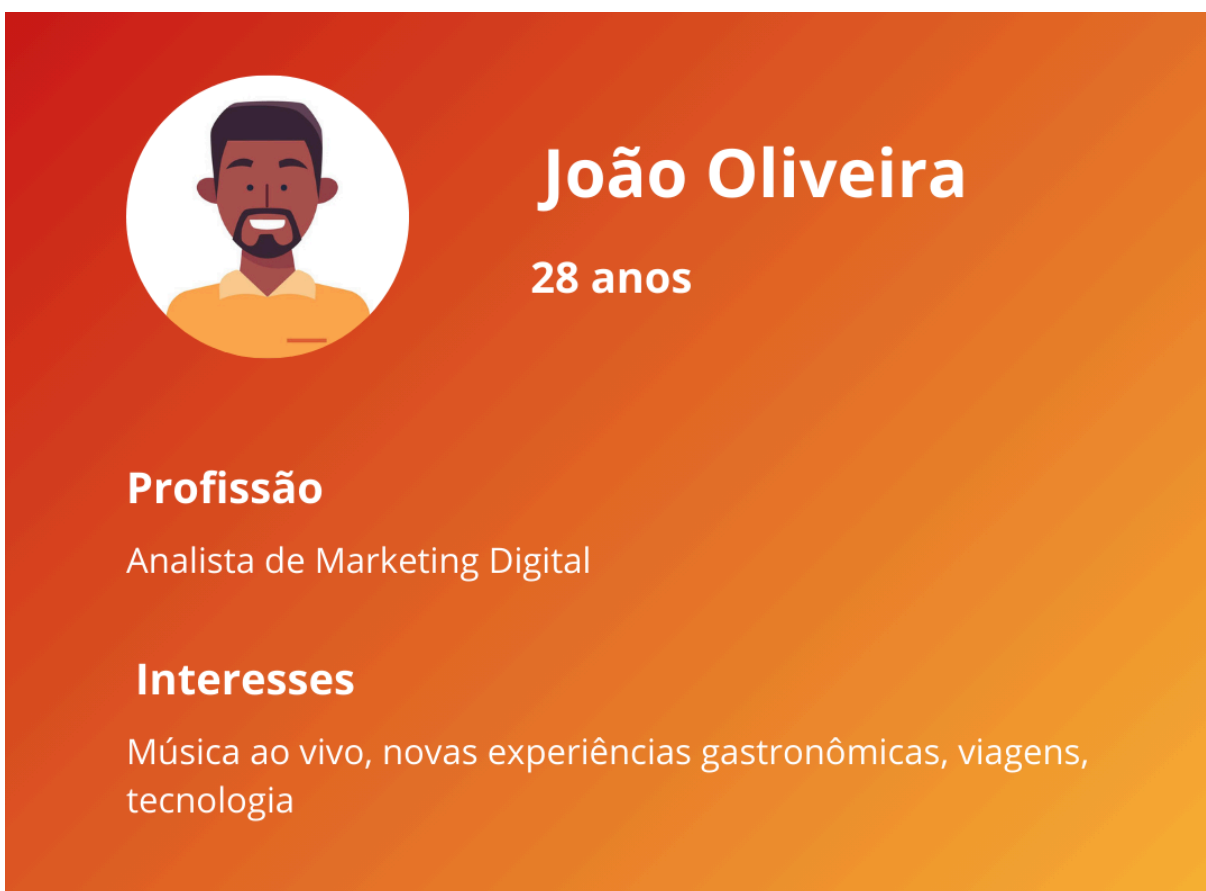 João Oliveira
28 anos
Profissão
Analista de Marketing Digital
Interesses
Música ao vivo, novas experiências gastronômicas, viagens,
tecnologia